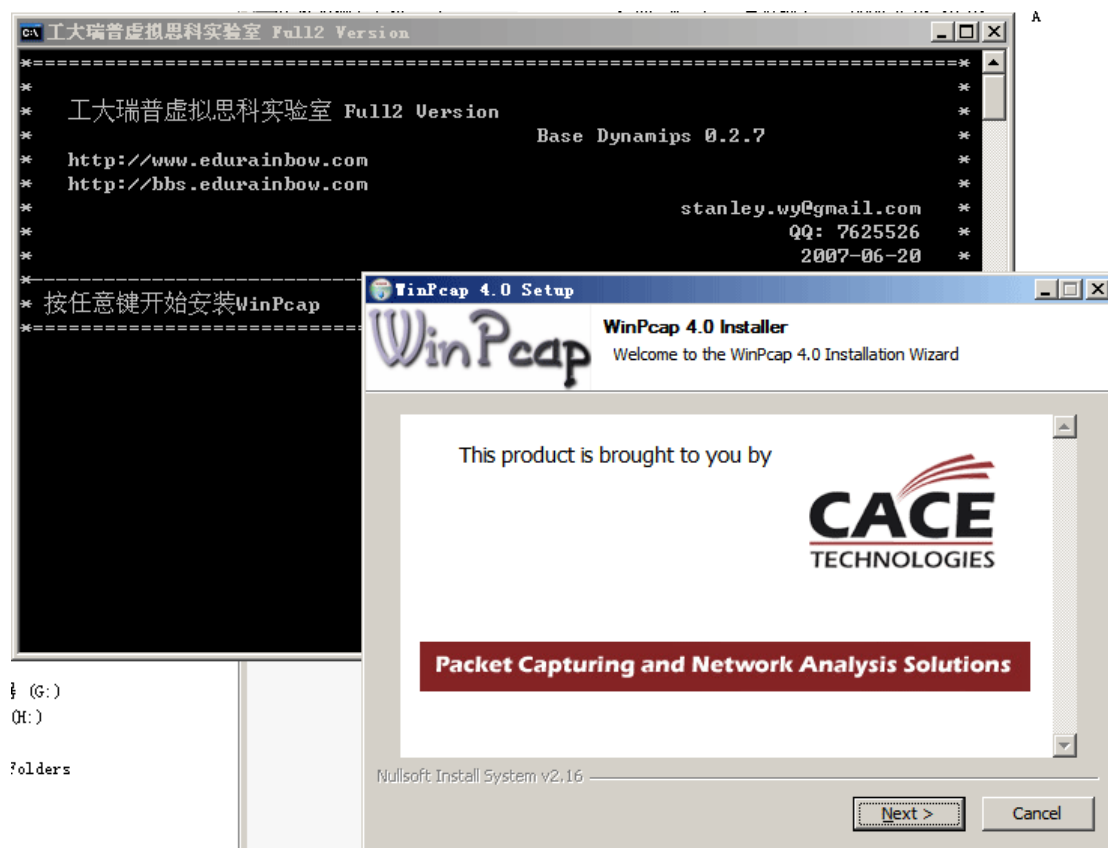 A
工大瑞普虚拟思科实验室 Full2 Version
*==============================================================================*
*                                                                              *
* 工大瑞普虚拟思科实验室 Full2 Version *
* Base Dynamips 0.2.7 *
* http://www.edurainbow.com *
* http://bbs.edurainbow.com *
* stanley.wy@gmail.com *
* QQ: 7625526 *
* 2007-06-20 *
* 按任意键开始安装WinPcap
WinPcap 4.0 Setup
WinPcap
WinPcap 4.0 Installer
Welcome to the WinPcap 4.0 Installation Wizard
This product is brought to you by
CACE
TECHNOLOGIES
Packet Capturing and Network Analysis Solutions
(G:)
(H:)
Folders
Nullsoft Install System v2.16
Next >
Cancel